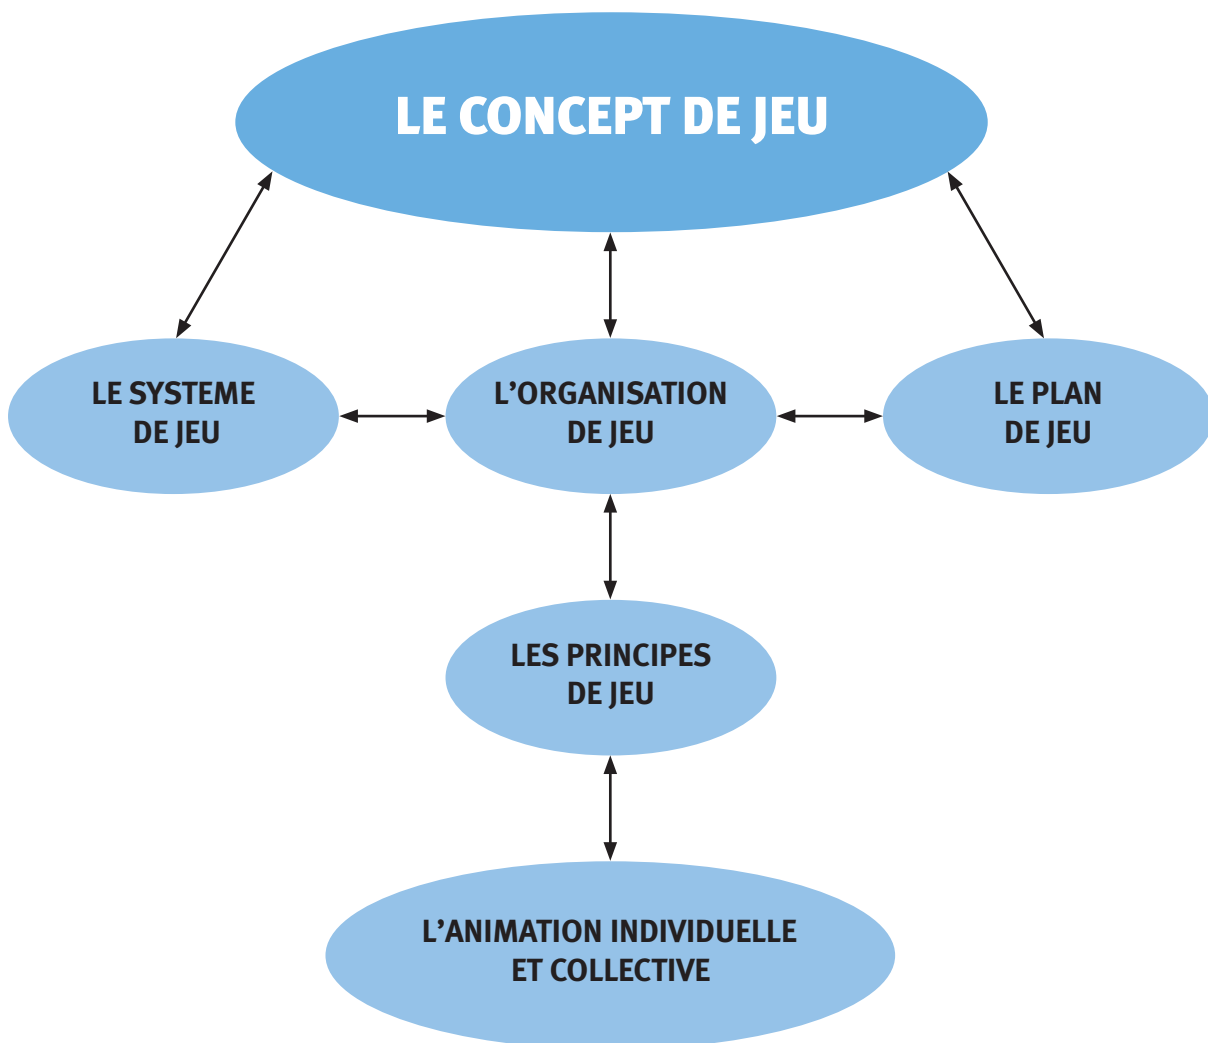 LE CONCEPT DE JEU
LE SYSTEME
DE JEU
L’ORGANISATION
DE JEU
LE PLAN
DE JEU
LES PRINCIPES
DE JEU
L’ANIMATION INDIVIDUELLE
ET COLLECTIVE